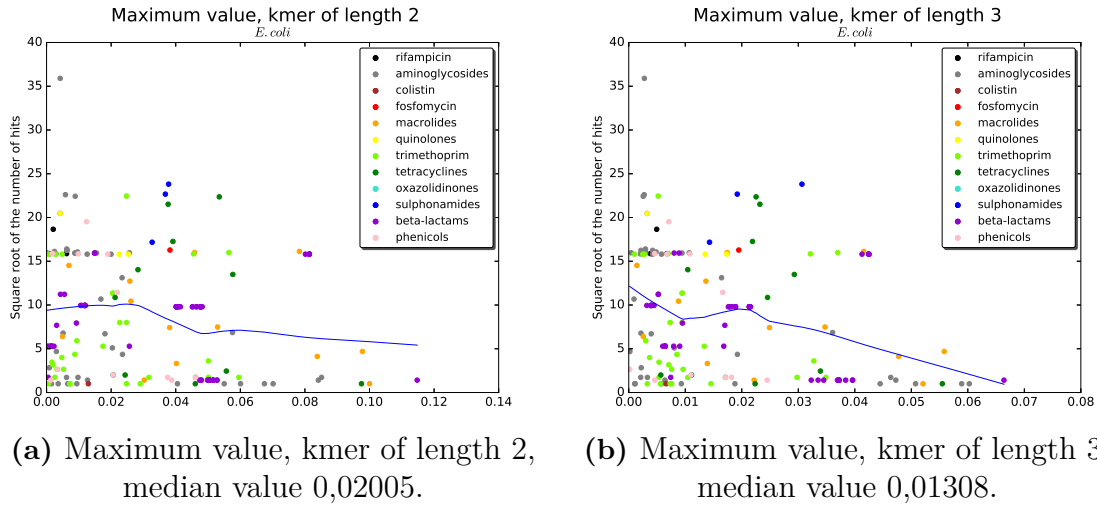 Maximum value, kmer of length 2
E.coli
Square root of the number of hits
40
35
30
25
20
15
10
5
0
0.00 0.02 0.04 0.06 0.08 0.10 0.12 0.14
rifampicin
aminoglycosides
colistin
fosfomycin
macrolides
quinolones
trimethoprim
tetracyclines
oxazolidinones
sulphonamides
beta-lactams
phenicols
(a) Maximum value, kmer of length 2,
median value 0,02005.
Maximum value, kmer of length 3
E.coli
Square root of the number of hits
40
35
30
25
20
15
10
5
0
0.00 0.01 0.02 0.03 0.04 0.05 0.06 0.07 0.08
rifampicin
aminoglycosides
colistin
fosfomycin
macrolides
quinolones
trimethoprim
tetracyclines
oxazolidinones
sulphonamides
beta-lactams
phenicols
(b) Maximum value, kmer of length 3
median value 0,01308.